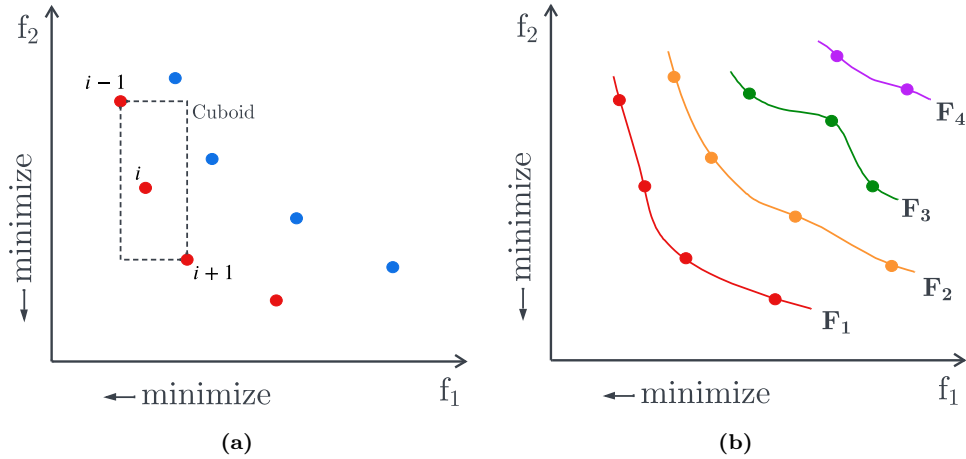 f₂
i − 1
Cuboid
i
i + 1
minimize
minimize
f₁
(a)
f₂
F₄
F₃
F₂
F₁
minimize
minimize
f₁
(b)